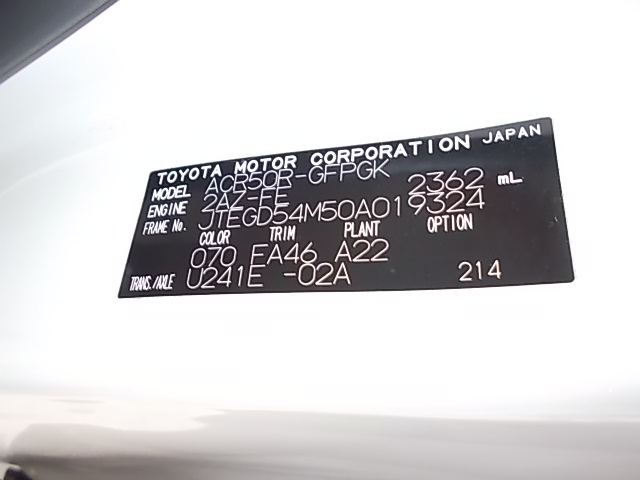 TOYOTA MOTOR CORPORATION JAPAN
MODEL ACR50R-GFPGK
ENGINE 2AZ-FE 2362 mL
FRAME No. JTEGD54M50A019324
COLOR TRIM PLANT OPTION
070 EA46 A22
TRANS./AXLE U241E -02A 214